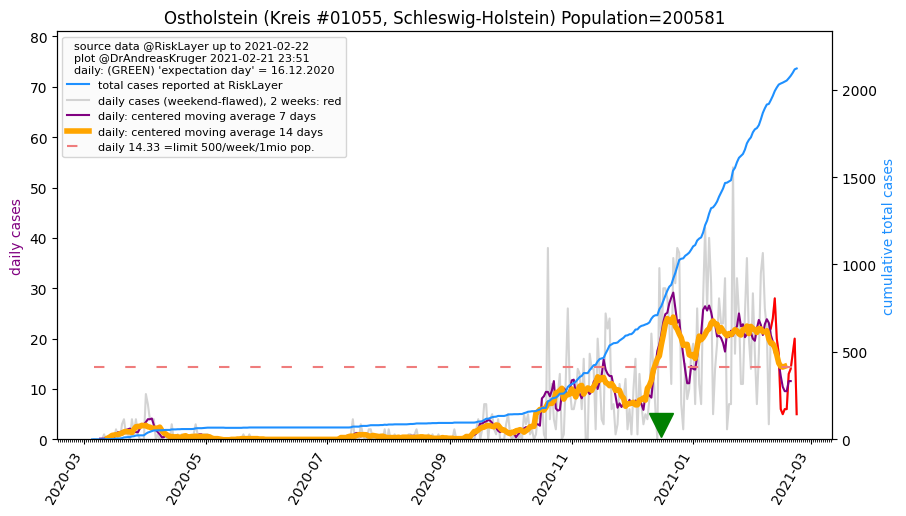 Ostholstein (Kreis #01055, Schleswig-Holstein) Population=200581
source data @RiskLayer up to 2021-02-22
plot @DrAndreasKruger 2021-02-21 23:51
daily: (GREEN) 'expectation day' = 16.12.2020
total cases reported at RiskLayer
daily cases (weekend-flawed), 2 weeks: red
daily: centered moving average 7 days
daily: centered moving average 14 days
daily 14.33 =limit 500/week/1mio pop.
daily cases
80
70
60
50
40
30
20
10
0
cumulative total cases
2000
1500
1000
500
0
2020-03
2020-05
2020-07
2020-09
2020-11
2021-01
2021-03